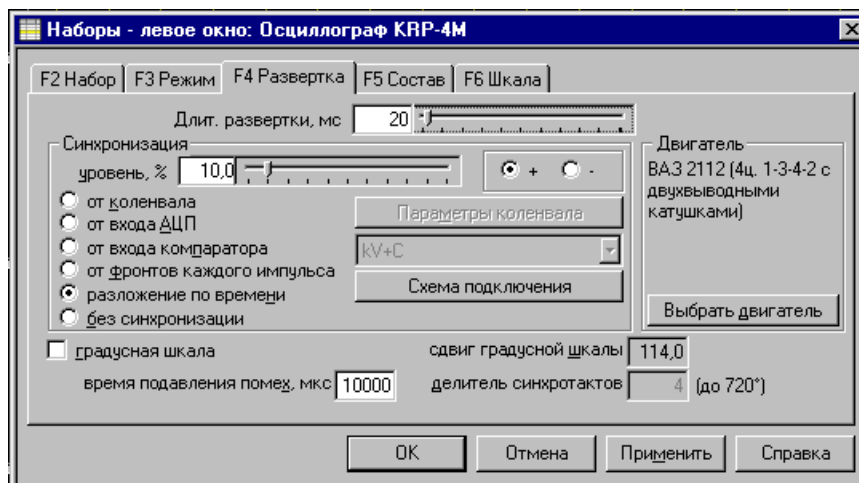 Наборы - левое окно: Осциллограф KRP-4M
F2 Набор F3 Режим F4 Развертка F5 Состав F6 Шкала
Длит. развертки, мс 20
Синхронизация
уровень, % 10,0 + -
от коленвала
от входа АЦП
от входа компаратора
от фронтов каждого импульса
разложение по времени
без синхронизации
Параметры коленвала
kV+C
Схема подключения
Двигатель
ВАЗ 2112 (4ц. 1-3-4-2 с
двухвыводными
катушками)
Выбрать двигатель
градусная шкала
сдвиг градусной шкалы 114,0
время подавления помех, мкс 10000
делитель синхротактов 4 (до 720°)
ОК Отмена Применить Справка